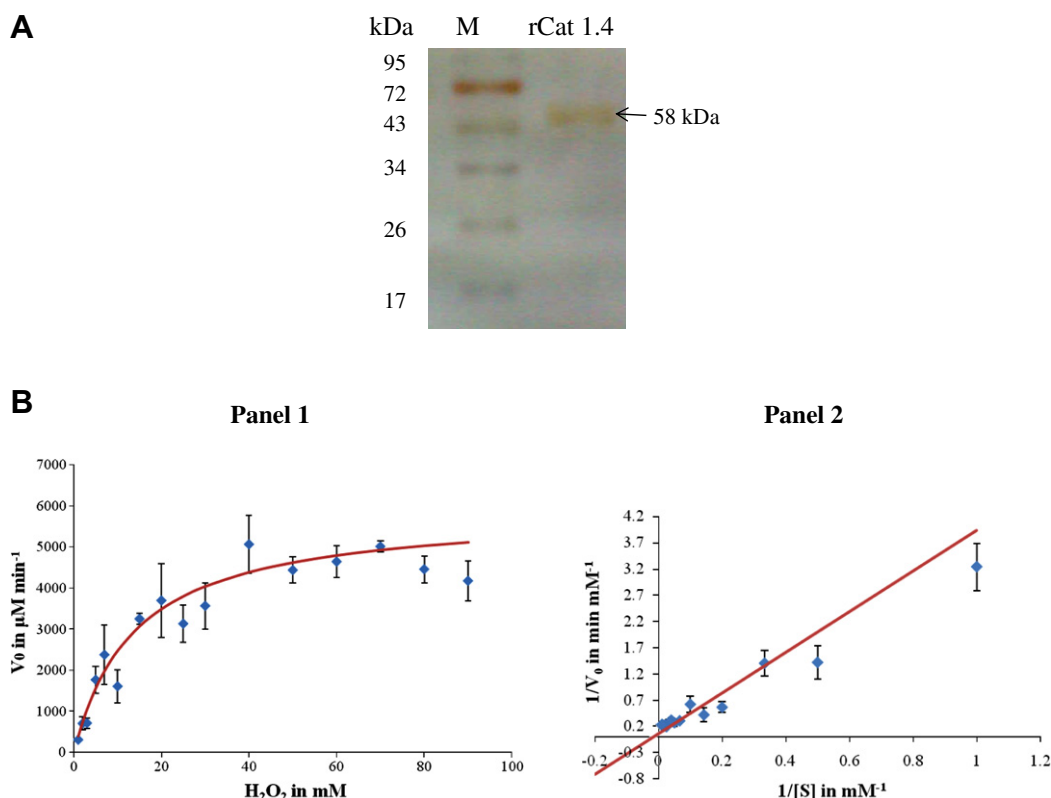 A
kDa M rCat 1.4
95
72
43
34
26
17
58 kDa
B
Panel 1
7000
6000
5000
4000
3000
2000
1000
0
0 20 40 60 80 100
V0 in µM min-1
H2O2 in mM
Panel 2
4.2
3.7
3.2
2.7
2.2
1.7
1.2
0.7
0.2
-0.3
-0.8
-0.2 0 0.2 0.4 0.6 0.8 1 1.2
1/V0 in min mM-1
1/[S] in mM-1